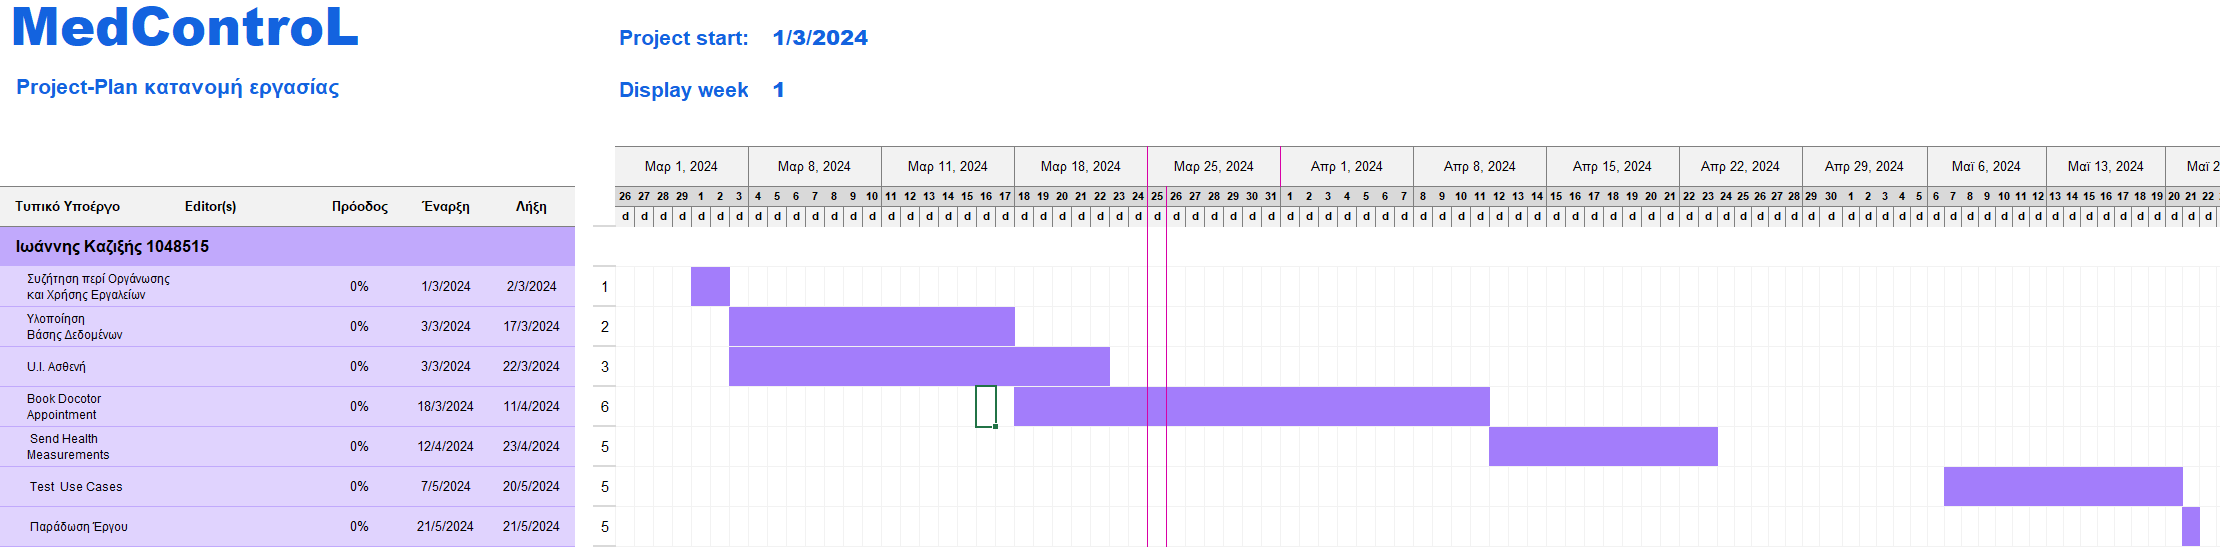 MedControL
Project start: 1/3/2024
Project-Plan κατανομή εργασίας
Display week 1
Μαρ 1, 2024 Μαρ 8, 2024 Μαρ 11, 2024 Μαρ 18, 2024 Μαρ 25, 2024 Απρ 1, 2024 Απρ 8, 2024 Απρ 15, 2024 Απρ 22, 2024 Απρ 29, 2024 Μαϊ 6, 2024 Μαϊ 13, 2024 Μαϊ 2
26 27 28 29 1 2 3 4 5 6 7 8 9 10 11 12 13 14 15 16 17 18 19 20 21 22 23 24 25 26 27 28 29 30 31 1 2 3 4 5 6 7 8 9 10 11 12 13 14 15 16 17 18 19 20 21 22 23 24 25 26 27 28 29 30 1 2 3 4 5 6 7 8 9 10 11 12 13 14 15 16 17 18 19 20 21 22
Τυπικό Υποέργο Editor(s) Πρόοδος Έναρξη Λήξη
d d d d d d d d d d d d d d d d d d d d d d d d d d d d d d d d d d d d d d d d d d d d d d d d d d d d d d d d d d d d d d d d d d d d d d d d d d d d d d d d d d d d d d
Ιωάννης Καζιξής 1048515
Συζήτηση περί Οργάνωσης
και Χρήσης Εργαλείων 0% 1/3/2024 2/3/2024 1
Υλοποίηση
Βάσης Δεδομένων 0% 3/3/2024 17/3/2024 2
U.I. Ασθενή 0% 3/3/2024 22/3/2024 3
Book Docotor
Appointment 0% 18/3/2024 11/4/2024 6
Send Health
Measurements 0% 12/4/2024 23/4/2024 5
Test Use Cases 0% 7/5/2024 20/5/2024 5
Παράδωση Έργου 0% 21/5/2024 21/5/2024 5